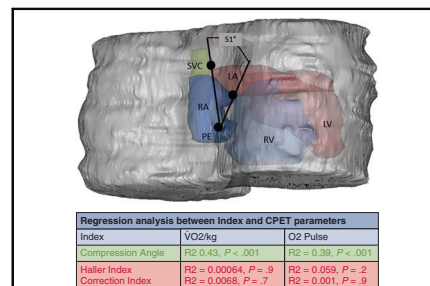 51°
SVC
LA
RA
PE
RV
LV
Regression analysis between Index and CPET parameters
Index V̇O2/kg O2 Pulse
Compression Angle R2 0.43, P < .001 R2 = 0.39, P < .001
Haller Index R2 = 0.00064, P = .9 R2 = 0.059, P = .2
Correction Index R2 = 0.0068, P = .7 R2 = 0.001, P = .9